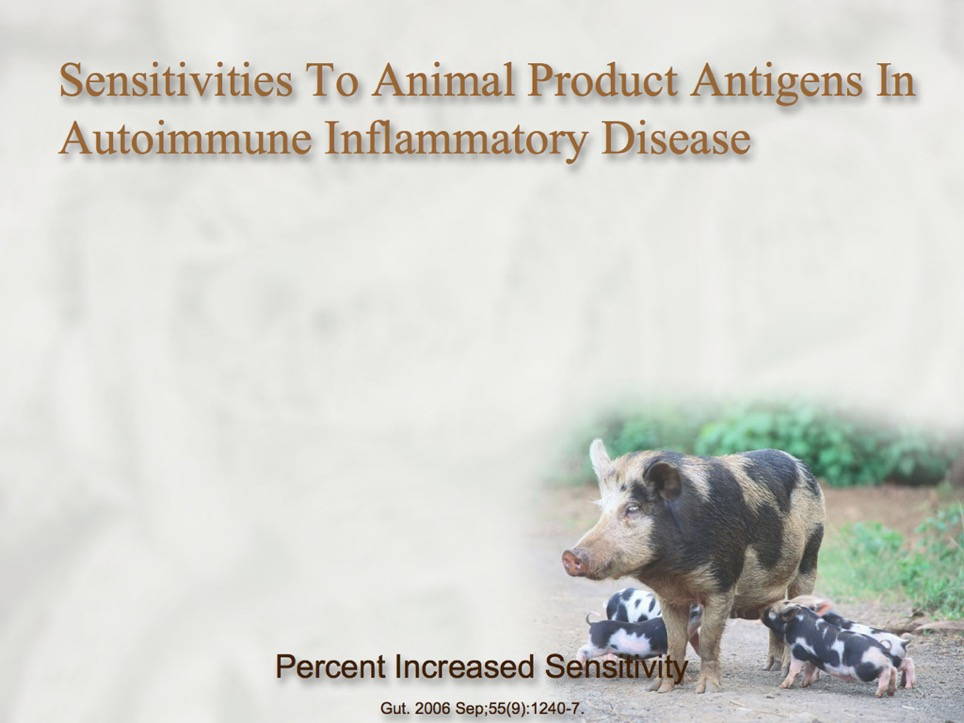 Sensitivities To Animal Product Antigens In
Autoimmune Inflammatory Disease
Percent Increased Sensitivity
Gut. 2006 Sep;55(9):1240-7.